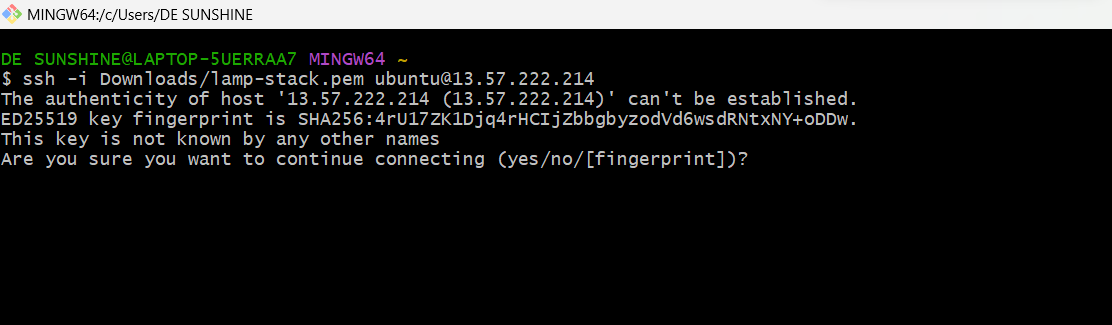 MINGW64:/c/Users/DE SUNSHINE
DE SUNSHINE@LAPTOP-5UERRAA7 MINGW64 ~
$ ssh -i Downloads/lamp-stack.pem ubuntu@13.57.222.214
The authenticity of host '13.57.222.214 (13.57.222.214)' can't be established.
ED25519 key fingerprint is SHA256:4rU17ZK1Djq4rHCIjZbbgbyzodVd6wsdRNtxNY+oDDw.
This key is not known by any other names
Are you sure you want to continue connecting (yes/no/[fingerprint])?